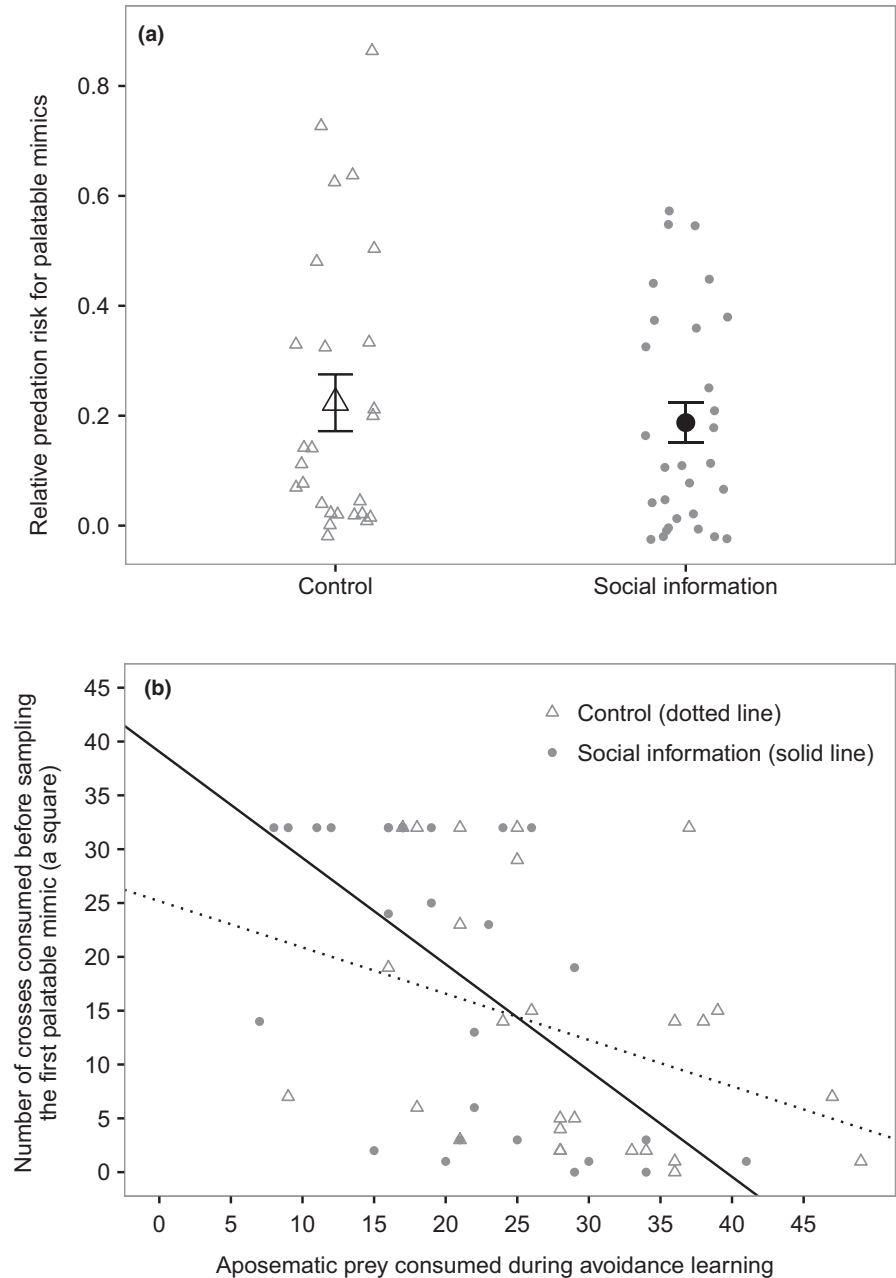 (a)
Relative predation risk for palatable mimics
0.8
0.6
0.4
0.2
0.0
Control
Social information
(b)
Number of crosses consumed before sampling
the first palatable mimic (a square)
45
40
35
30
25
20
15
10
5
0
Control (dotted line)
Social information (solid line)
0
5
10
15
20
25
30
35
40
45
Aposematic prey consumed during avoidance learning